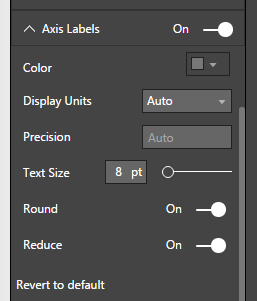 Axis Labels On
Color
Display Units Auto
Precision Auto
Text Size 8 pt
Round On
Reduce On
Revert to default